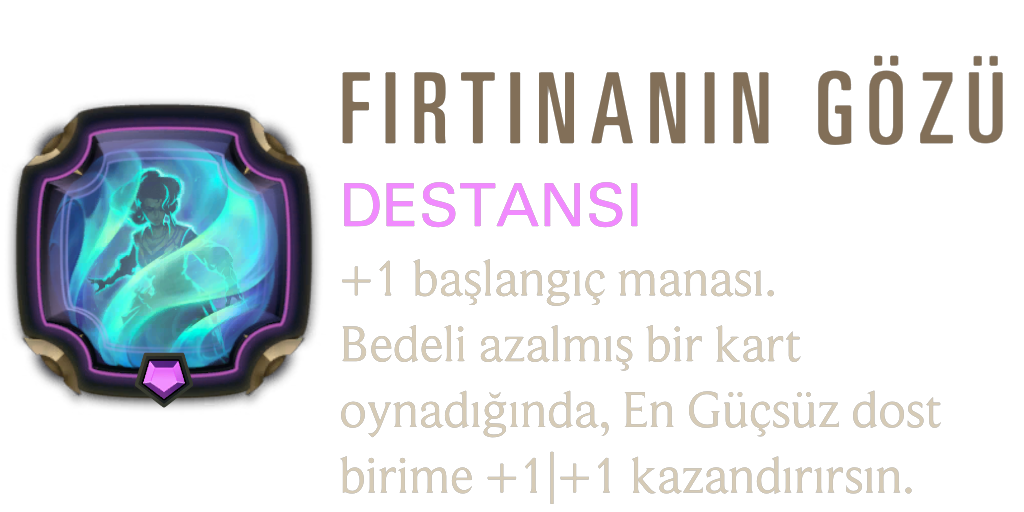 FIRTINANIN GÖZÜ
DESTANSI
+1 başlangıç manası.
Bedeli azalmış bir kart
oynadığında, En Güçsüz dost
birime +1|+1 kazandırırsın.